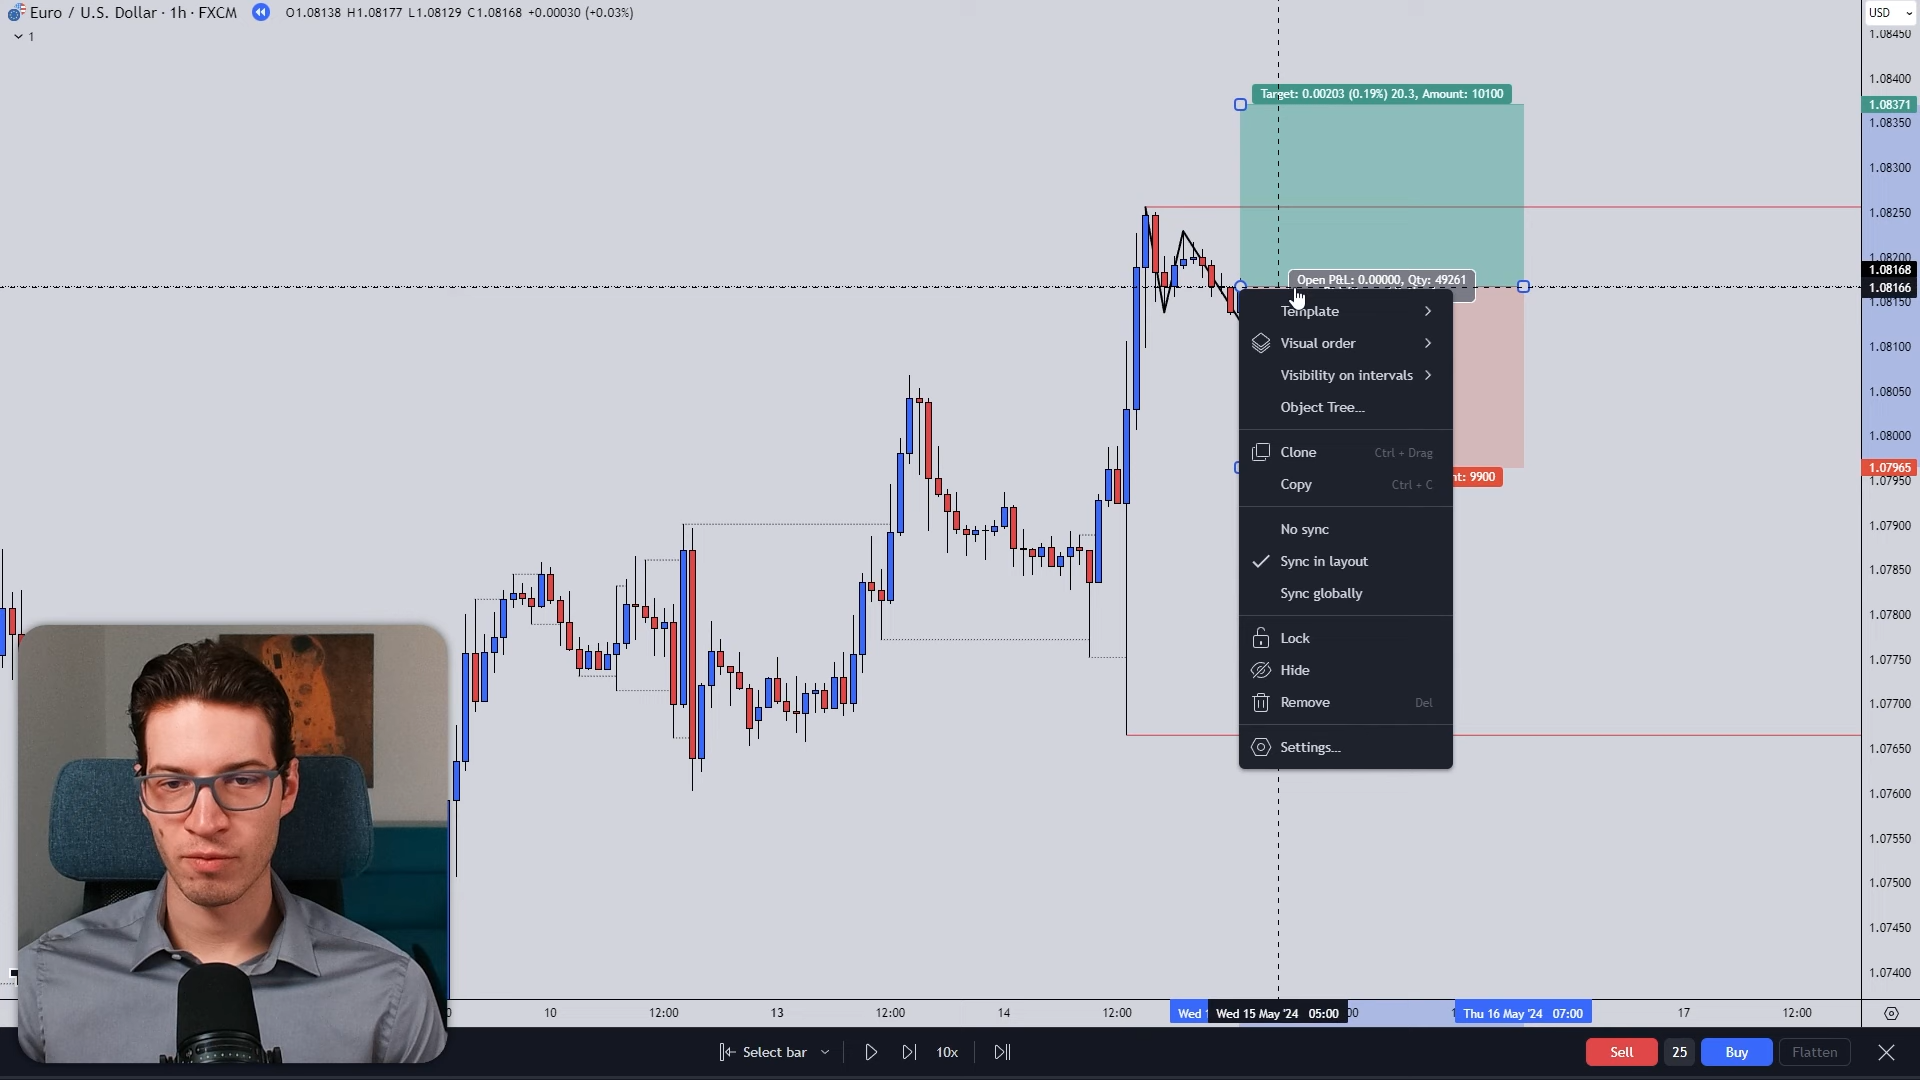 Euro / U.S. Dollar · 1h · FXCM O1.08138 H1.08177 L1.08129 C1.08168 +0.00030 (+0.03%)
USD
1
1.08450
1.08400
Target: 0.00203 (0.19%) 20.3, Amount: 10100
1.08371
1.08350
1.08300
1.08250
1.08200
1.08168
Open P&L: 0.00000, Qty: 49261
1.08166
1.08150
Template
Visual order
1.08100
Visibility on intervals
1.08050
Object Tree...
1.08000
Clone Ctrl + Drag
1.07965
nt: 9900
1.07950
Copy Ctrl + C
No sync
1.07900
Sync in layout
1.07850
Sync globally
1.07800
Lock
1.07750
Hide
Remove Del
1.07700
Settings...
1.07650
1.07600
1.07550
1.07500
1.07450
1.07400
10 12:00 13 12:00 14 12:00 Wed Wed 15 May '24 05:00 Thu 16 May '24 07:00 17 12:00
Select bar 10x Sell 25 Buy Flatten